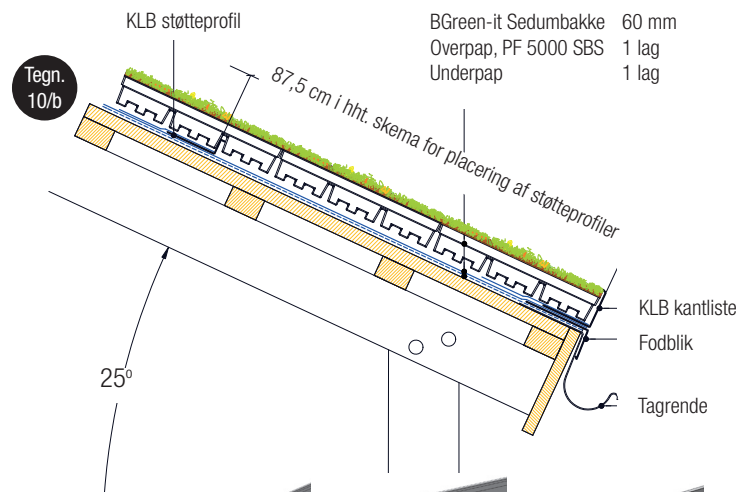 KLB støtteprofil
BGreen-it Sedumbakke 60 mm
Overpap, PF 5000 SBS 1 lag
Underpap 1 lag
Tegn.
10/b
87,5 cm i hht. skema for placering af støtteprofiler
KLB kantliste
Fodblik
25⁰
Tagrende